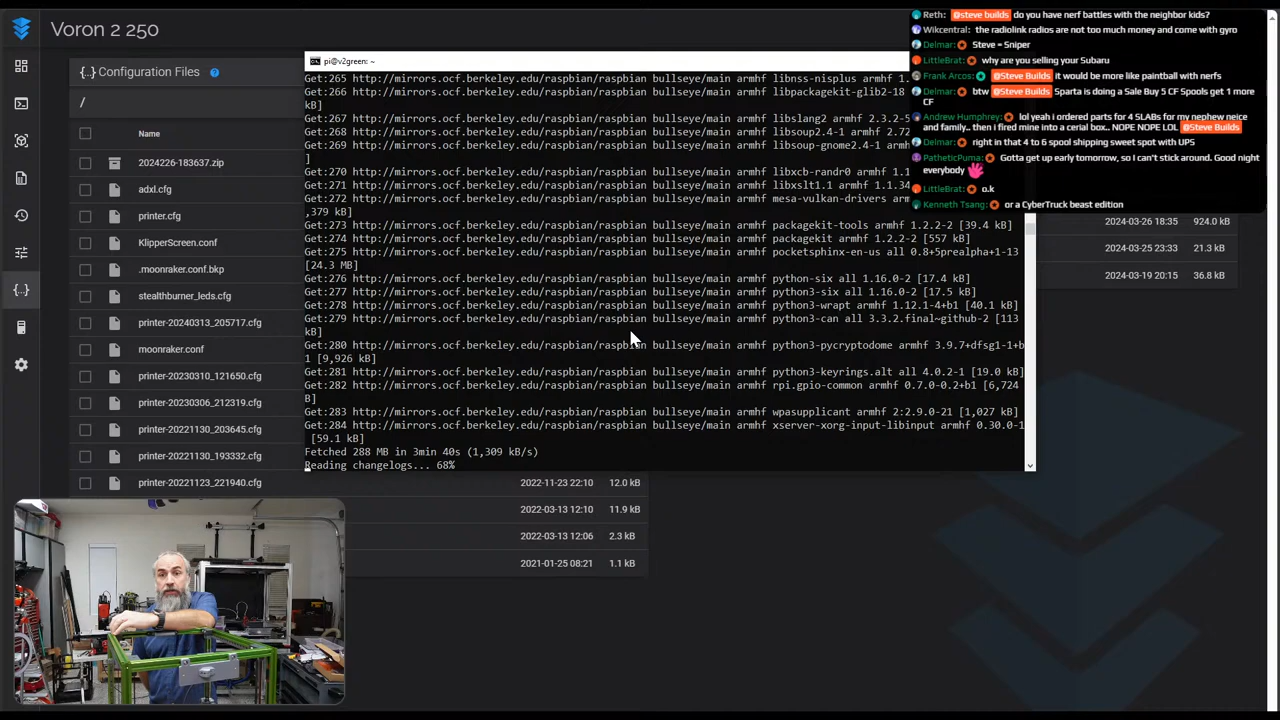 Voron 2 250
{..} Configuration Files ?
/
Name
2024226-183637.zip
adxl.cfg
printer.cfg
KlipperScreen.conf
.moonraker.conf.bkp
stealthburner_leds.cfg
printer-20240313_205717.cfg
moonraker.conf
printer-20230310_121650.cfg
printer-20230306_212319.cfg
printer-20221130_203645.cfg
printer-20221130_193332.cfg
printer-20221123_221940.cfg
pi@v2green: ~
Get:265 http://mirrors.ocf.berkeley.edu/raspbian/raspbian bullseye/main armhf libnss-nisplus armhf
kB]
Get:266 http://mirrors.ocf.berkeley.edu/raspbian/raspbian bullseye/main armhf libpackagekit-glib2-18
kB]
Get:267 http://mirrors.ocf.berkeley.edu/raspbian/raspbian bullseye/main armhf libslang2 armhf 2.3.2-5
Get:268 http://mirrors.ocf.berkeley.edu/raspbian/raspbian bullseye/main armhf libsoup2.4-1 armhf 2.72
Get:269 http://mirrors.ocf.berkeley.edu/raspbian/raspbian bullseye/main armhf libsoup-gnome2.4-1 armhf
]
Get:270 http://mirrors.ocf.berkeley.edu/raspbian/raspbian bullseye/main armhf libxcb-randr0 armhf 1.1
Get:271 http://mirrors.ocf.berkeley.edu/raspbian/raspbian bullseye/main armhf libxslt1.1 armhf 1.1.34
Get:272 http://mirrors.ocf.berkeley.edu/raspbian/raspbian bullseye/main armhf mesa-vulkan-drivers armhf
,379 kB]
Get:273 http://mirrors.ocf.berkeley.edu/raspbian/raspbian bullseye/main armhf packagekit-tools armhf 1.2.2-2 [39.4 kB]
Get:274 http://mirrors.ocf.berkeley.edu/raspbian/raspbian bullseye/main armhf packagekit armhf 1.2.2-2 [557 kB]
Get:275 http://mirrors.ocf.berkeley.edu/raspbian/raspbian bullseye/main armhf pocketsphinx-en-us all 0.8+5prealpha+1-13
[24.3 MB]
Get:276 http://mirrors.ocf.berkeley.edu/raspbian/raspbian bullseye/main armhf python-six all 1.16.0-2 [17.4 kB]
Get:277 http://mirrors.ocf.berkeley.edu/raspbian/raspbian bullseye/main armhf python3-six all 1.16.0-2 [17.5 kB]
Get:278 http://mirrors.ocf.berkeley.edu/raspbian/raspbian bullseye/main armhf python3-wrapt armhf 1.12.1-4+b1 [40.1 kB]
Get:279 http://mirrors.ocf.berkeley.edu/raspbian/raspbian bullseye/main armhf python3-can all 3.3.2.final~github-2 [113
kB]
Get:280 http://mirrors.ocf.berkeley.edu/raspbian/raspbian bullseye/main armhf python3-pycryptodome armhf 3.9.7+dfsg1-1+b
1 [9,926 kB]
Get:281 http://mirrors.ocf.berkeley.edu/raspbian/raspbian bullseye/main armhf python3-keyrings.alt all 4.0.2-1 [19.0 kB]
Get:282 http://mirrors.ocf.berkeley.edu/raspbian/raspbian bullseye/main armhf rpi.gpio-common armhf 0.7.0-0.2+b1 [6,724
B]
Get:283 http://mirrors.ocf.berkeley.edu/raspbian/raspbian bullseye/main armhf wpasupplicant armhf 2:2.9.0-21 [1,027 kB]
Get:284 http://mirrors.ocf.berkeley.edu/raspbian/raspbian bullseye/main armhf xserver-xorg-input-libinput armhf 0.30.0-1
[59.1 kB]
Fetched 288 MB in 3min 40s (1,309 kB/s)
Reading changelogs... 68%
Reth: @steve builds do you have nerf battles with the neighbor kids?
Wikcentral: the radiolink radios are not too much money and come with gyro
Delmar: Steve = Sniper
LittleBrat: why are you selling your Subaru
Frank Arcos: @Steve Builds it would be more like paintball with nerfs
Delmar: btw @Steve Builds Sparta is doing a Sale Buy 5 CF Spools get 1 more
CF
Andrew Humphrey: lol yeah i ordered parts for 4 SLABs for my nephew neice
and family.. then i fired mine into a cerial box.. NOPE NOPE LOL @Steve Builds
Delmar: right in that 4 to 6 spool shipping sweet spot with UPS
PatheticPuma: Gotta get up early tomorrow, so I can't stick around. Good night
everybody
LittleBrat: o.k
Kenneth Tsang: or a CyberTruck beast edition
2024-03-26 18:35 924.0 kB
2024-03-25 23:33 21.3 kB
2024-03-19 20:15 36.8 kB
2022-11-23 22:10 12.0 kB
2022-03-13 12:10 11.9 kB
2022-03-13 12:06 2.3 kB
2021-01-25 08:21 1.1 kB